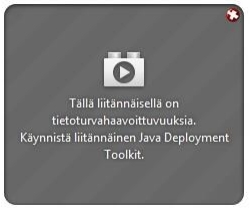 Tällä liitännäisellä on
tietoturvahaavoittuvuuksia.
Käynnistä liitännäinen Java Deployment
Toolkit.